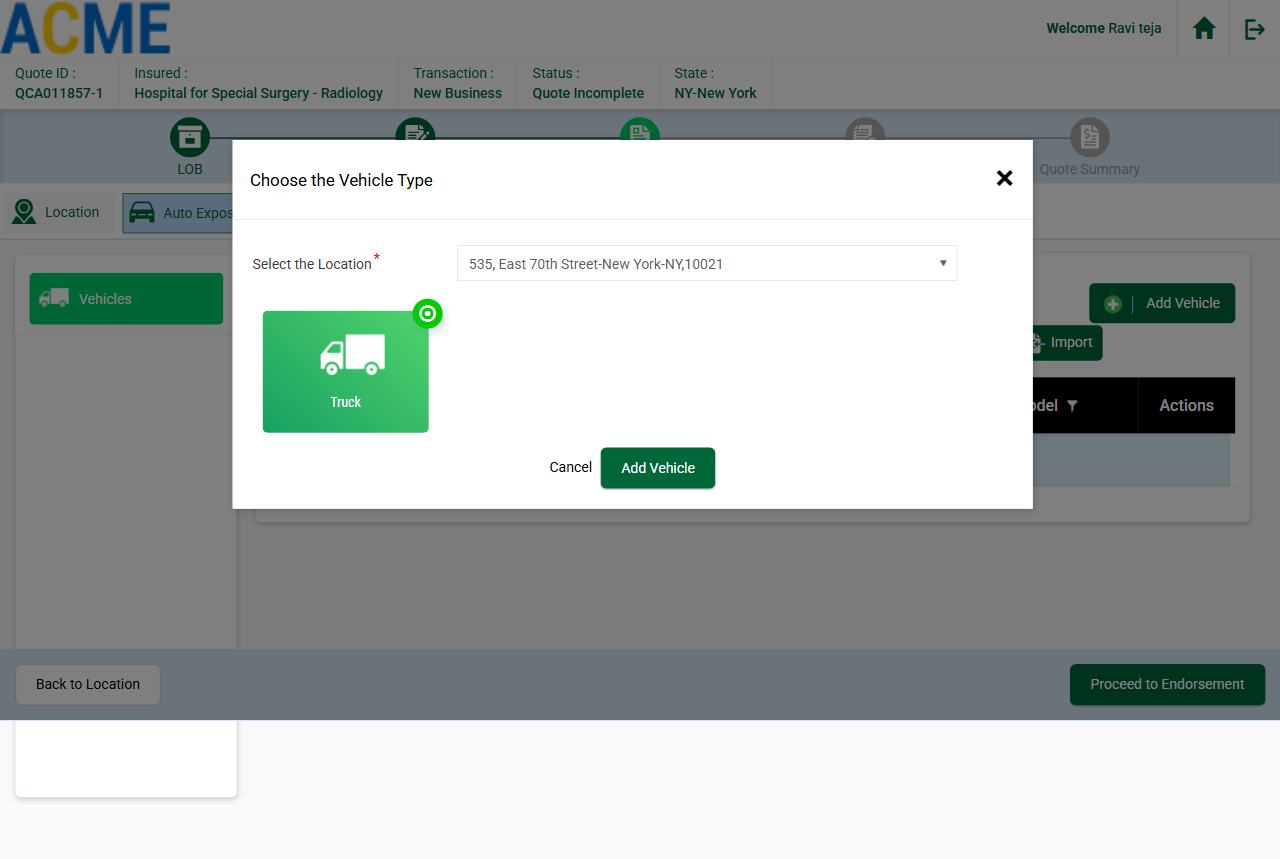 ACME
Welcome Ravi teja
Quote ID :
QCA011857-1
Insured :
Hospital for Special Surgery - Radiology
Transaction :
New Business
Status :
Quote Incomplete
State :
NY-New York
LOB
Quote Summary
Location
Auto Expos
Choose the Vehicle Type
Select the Location*
535, East 70th Street-New York-NY,10021
Truck
Cancel
Add Vehicle
Vehicles
Add Vehicle
Import
odel
Actions
Back to Location
Proceed to Endorsement